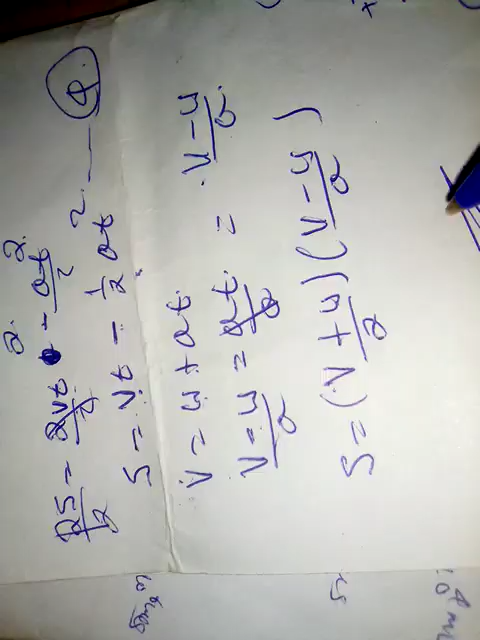 2S/2 = 2Vt/2 - at²/2
S = Vt - ½ at² — (4)
V = u + at
V-u/a = at/a = V-u/a
S = (V+u/2)(V-u/a)